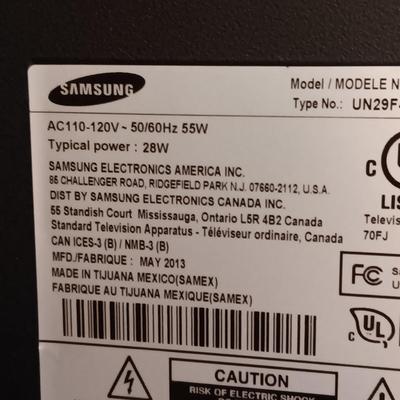 SAMSUNG
Model / MODELE N
Type No.: UN29F
AC110-120V~ 50/60Hz 55W
Typical power : 28W
SAMSUNG ELECTRONICS AMERICA INC.
85 CHALLENGER ROAD, RIDGEFIELD PARK N.J. 07660-2112, U.S.A.
DIST BY SAMSUNG ELECTRONICS CANADA INC.
55 Standish Court Mississauga, Ontario L5R 4B2 Canada
Standard Television Apparatus - Téléviseur ordinaire, Canada
CAN ICES-3 (B) / NMB-3 (B)
MFD/FABRIQUE : MAY 2013
MADE IN TIJUANA MEXICO(SAMEX)
FABRIQUE AU TIJUANA MEXIQUE(SAMEX)
C
LIS
Televis
70FJ
FC
Sa
U
C UL
CAUTION
RISK OF ELECTRIC SHOCK